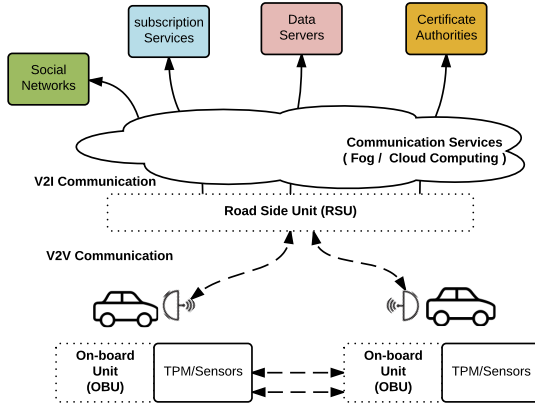 subscription
Services
Data
Servers
Certificate
Authorities
Social
Networks
Communication Services
( Fog / Cloud Computing )
V2I Communication
Road Side Unit (RSU)
V2V Communication
On-board
Unit
(OBU)
TPM/Sensors
On-board
Unit
(OBU)
TPM/Sensors